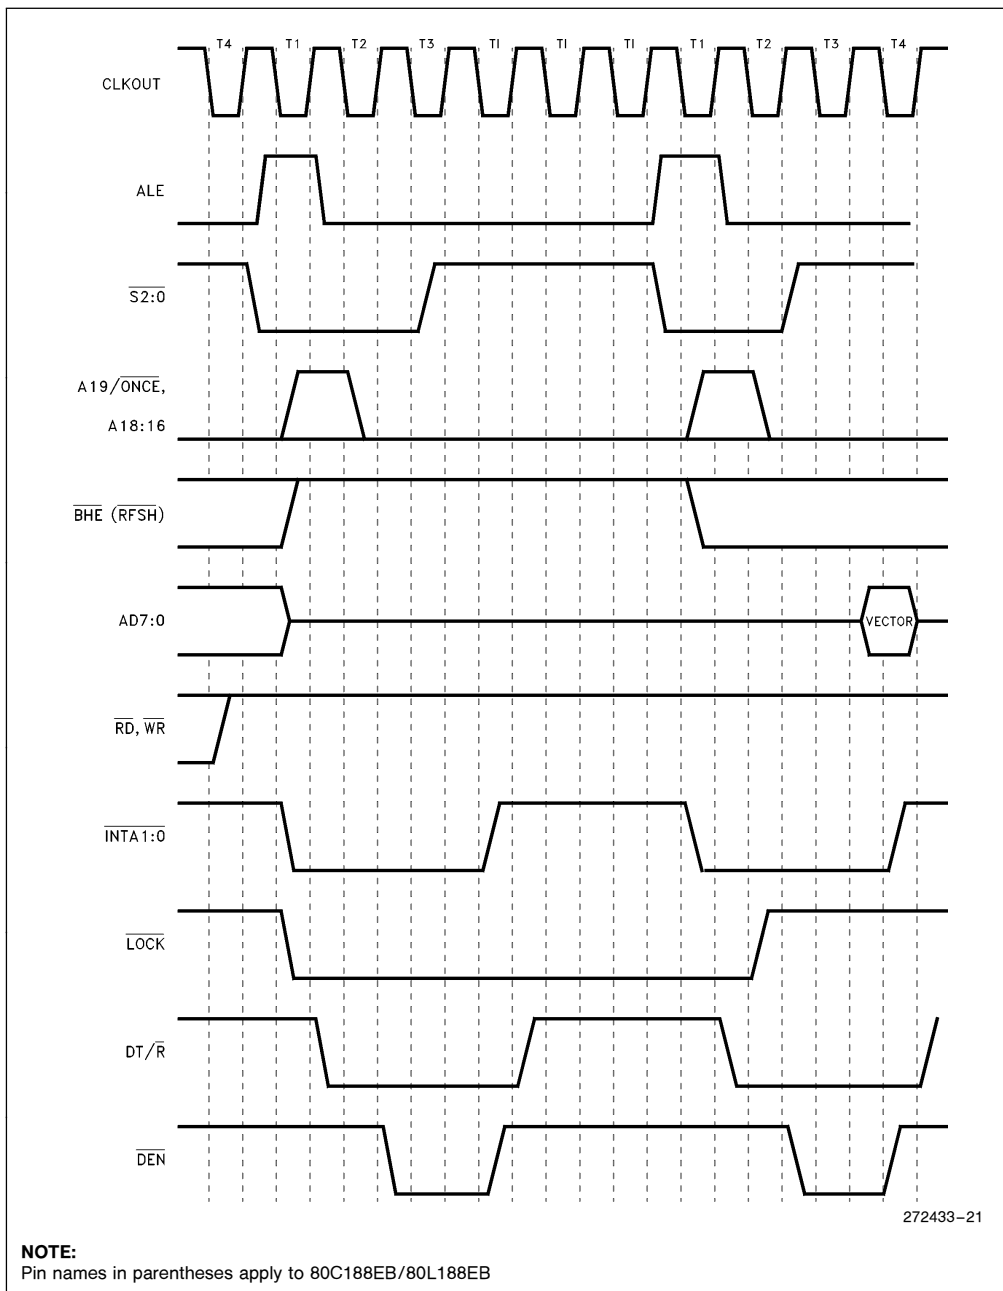 T4 T1 T2 T3 TI TI TI T1 T2 T3 T4
CLKOUT
ALE
S2:0
A19/ONCE,
A18:16
BHE (RFSH)
AD7:0
VECTOR
RD, WR
INTA1:0
LOCK
DT/R
DEN
272433-21
NOTE:
Pin names in parentheses apply to 80C188EB/80L188EB